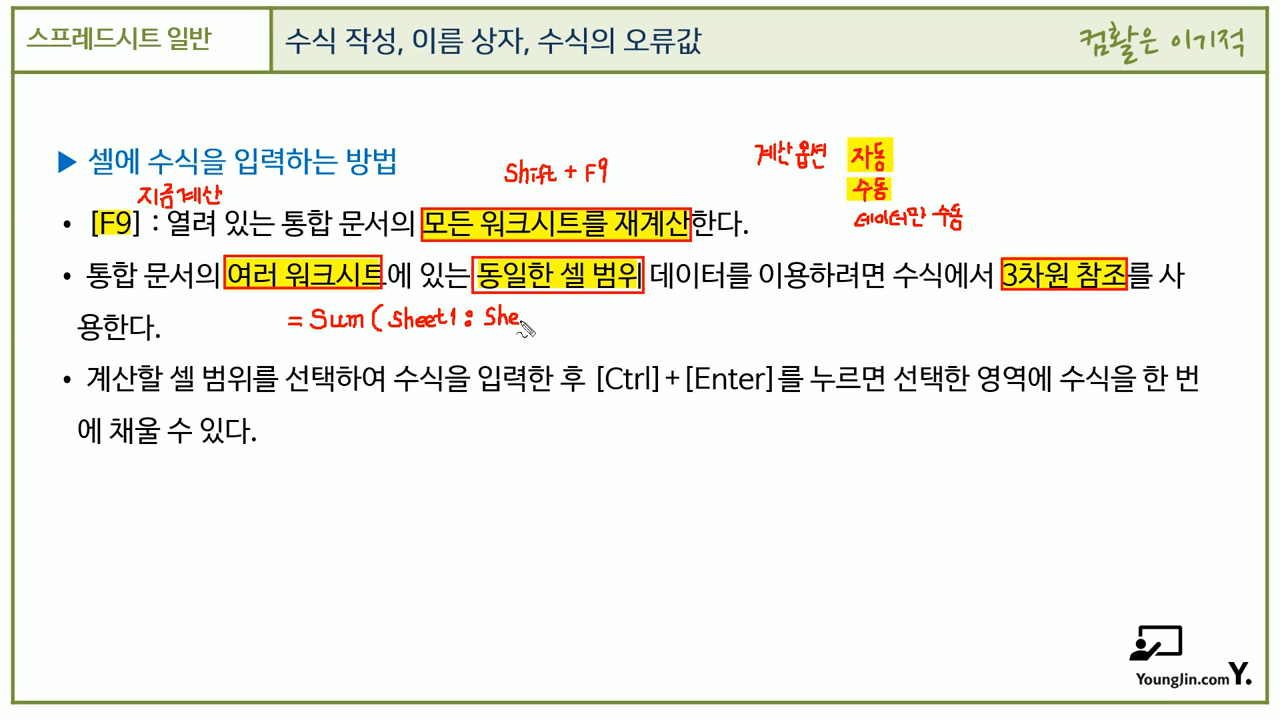 스프레드시트 일반
수식 작성, 이름 상자, 수식의 오류값
컴활은 이기적
▶ 셀에 수식을 입력하는 방법
Shift + F9
계산 옵션 자동
수동
데이터만 수동
지금 계산
• [F9] : 열려 있는 통합 문서의 모든 워크시트를 재계산한다.
• 통합 문서의 여러 워크시트에 있는 동일한 셀 범위 데이터를 이용하려면 수식에서 3차원 참조를 사
용한다.
= Sum ( Sheet1 : She
• 계산할 셀 범위를 선택하여 수식을 입력한 후 [Ctrl]+[Enter]를 누르면 선택한 영역에 수식을 한 번
에 채울 수 있다.
YoungJin.com Y.